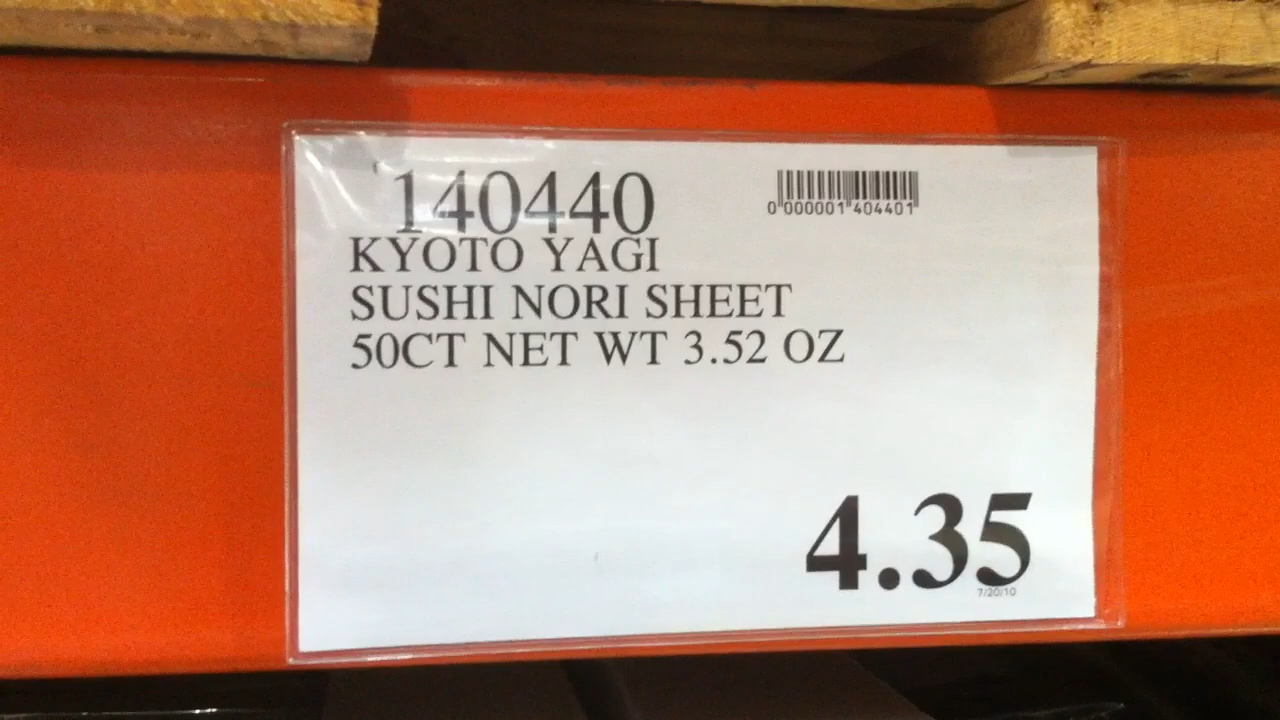 140440
0 000001 404401
KYOTO YAGI
SUSHI NORI SHEET
50CT NET WT 3.52 OZ
4.35
7/20/10